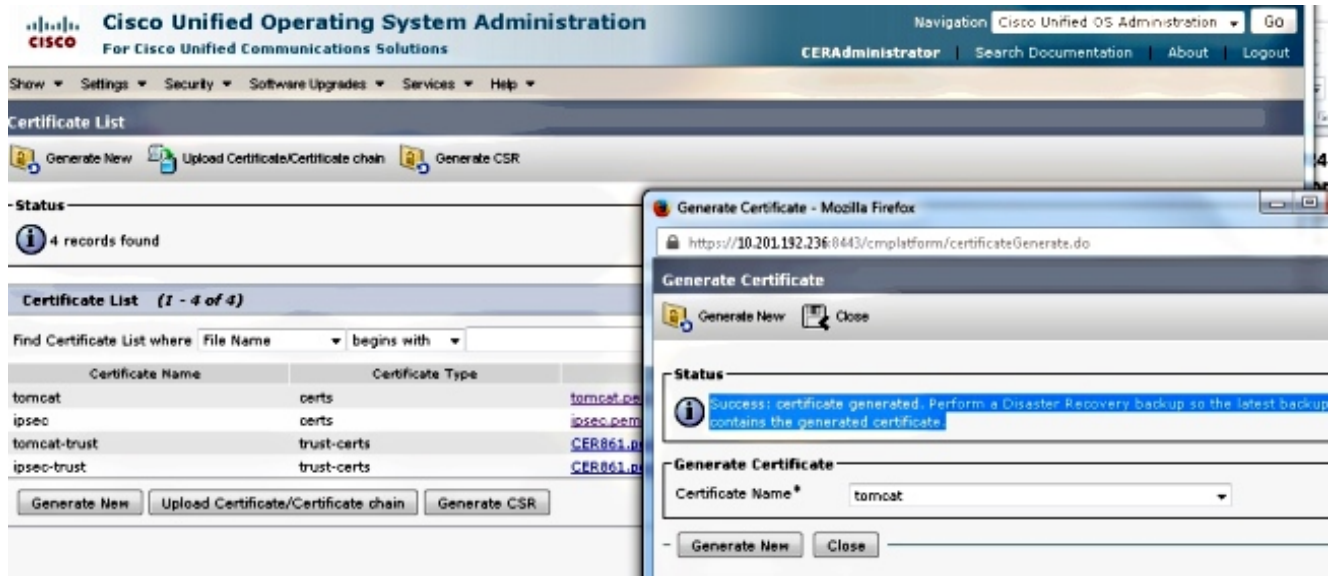 Cisco Unified Operating System Administration
For Cisco Unified Communications Solutions
CISCO
Navigation Cisco Unified OS Administration Go
CERAdministrator Search Documentation About Logout
Show Settings Security Software Upgrades Services Help
Certificate List
Generate New Upload Certificate/Certificate chain Generate CSR
Status
4 records found
Certificate List (1 - 4 of 4)
Find Certificate List where File Name begins with
Certificate Name Certificate Type
tomcat certs
ipsec certs ipsec.pem
tomcat-trust trust-certs
ipsec-trust trust-certs
Generate New Upload Certificate/Certificate chain Generate CSR
Generate Certificate - Mozilla Firefox
https://10.201.192.236:8443/cmplatform/certificateGenerate.do
Generate Certificate
Generate New Close
Status
Success: certificate generated. Perform a Disaster Recovery backup so the latest backup
contains the generated certificate.
Generate Certificate
Certificate Name* tomcat
Generate New Close